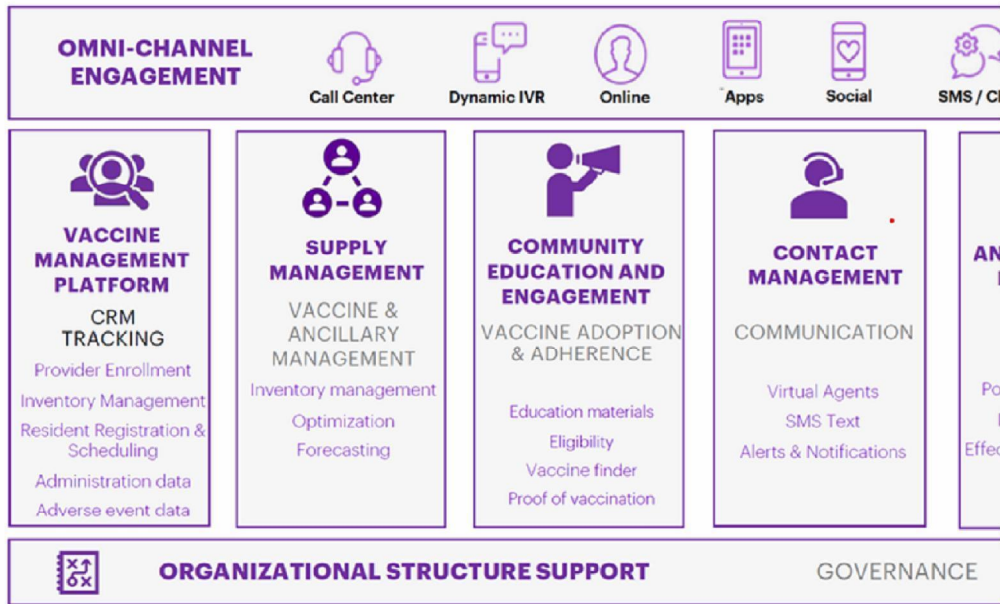 OMNI-CHANNEL
ENGAGEMENT
Call Center
Dynamic IVR
Online
Apps
Social
SMS /
VACCINE
MANAGEMENT
PLATFORM
CRM
TRACKING
Provider Enrollment
Inventory Management
Resident Registration &
Scheduling
Administration data
Adverse event data
SUPPLY
MANAGEMENT
VACCINE &
ANCILLARY
MANAGEMENT
Inventory management
Optimization
Forecasting
COMMUNITY
EDUCATION AND
ENGAGEMENT
VACCINE ADOPTION
& ADHERENCE
Education materials
Eligibility
Vaccine finder
Proof of vaccination
CONTACT
MANAGEMENT
COMMUNICATION
Virtual Agents
SMS Text
Alerts & Notifications
ORGANIZATIONAL STRUCTURE SUPPORT
GOVERNANCE